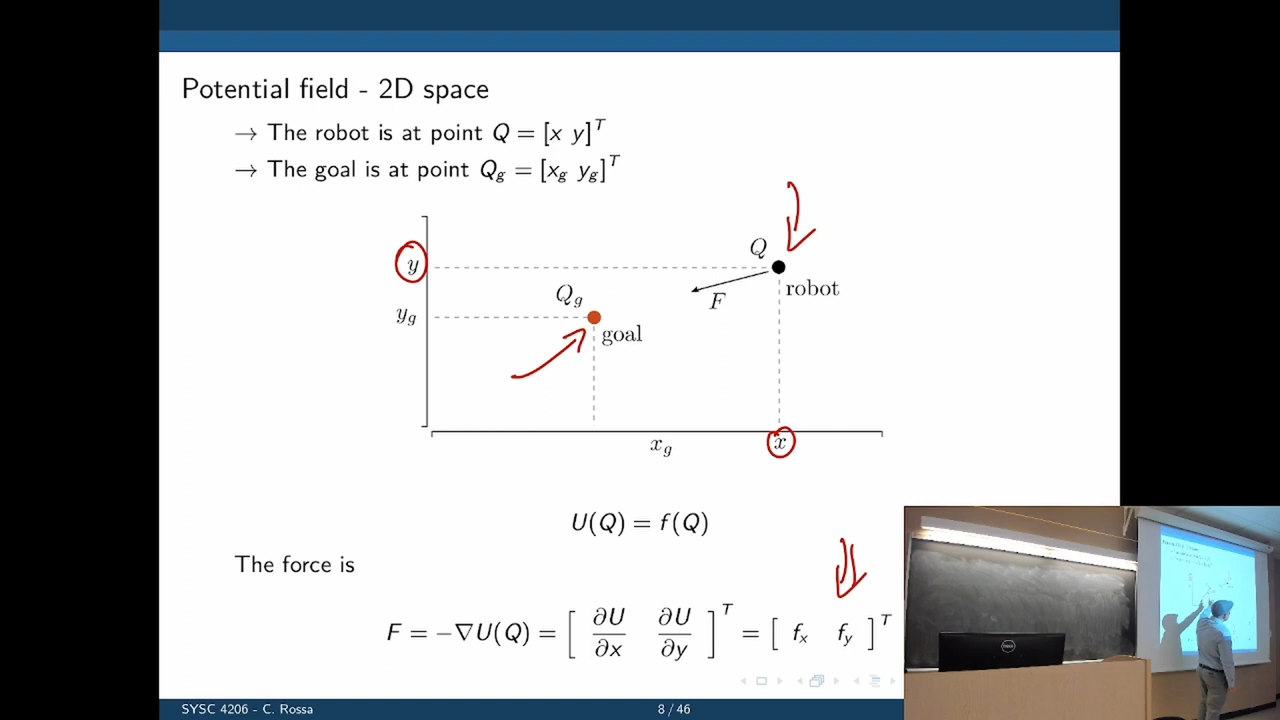 Potential field - 2D space
→ The robot is at point Q = [x y]^T
→ The goal is at point Q_g = [x_g y_g]^T
Q
y
robot
F
Q_g
y_g
goal
x_g
x
U(Q) = f(Q)
The force is
F = −∇U(Q) = [ ∂U/∂x ∂U/∂y ]^T = [ f_x f_y ]^T
SYSC 4206 - C. Rossa
8 / 46